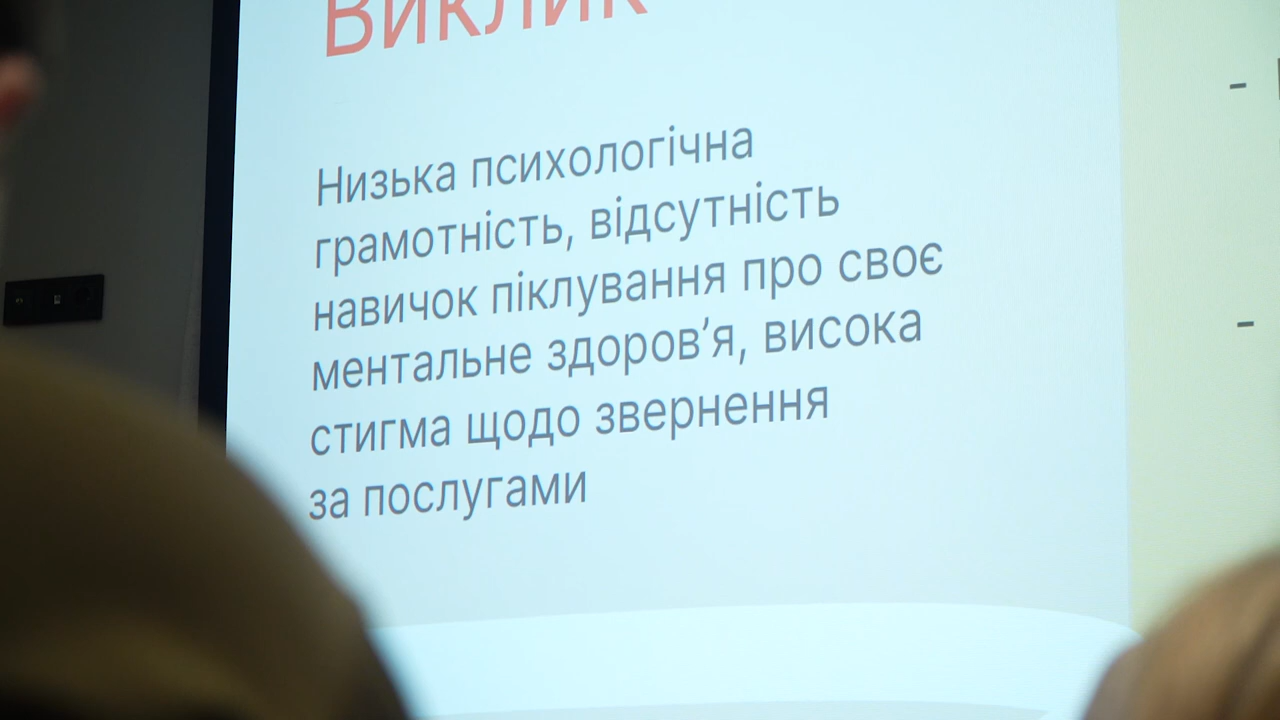 Виклик
Низька психологічна
грамотність, відсутність
навичок піклування про своє
ментальне здоров’я, висока
стигма щодо звернення
за послугами
-
-